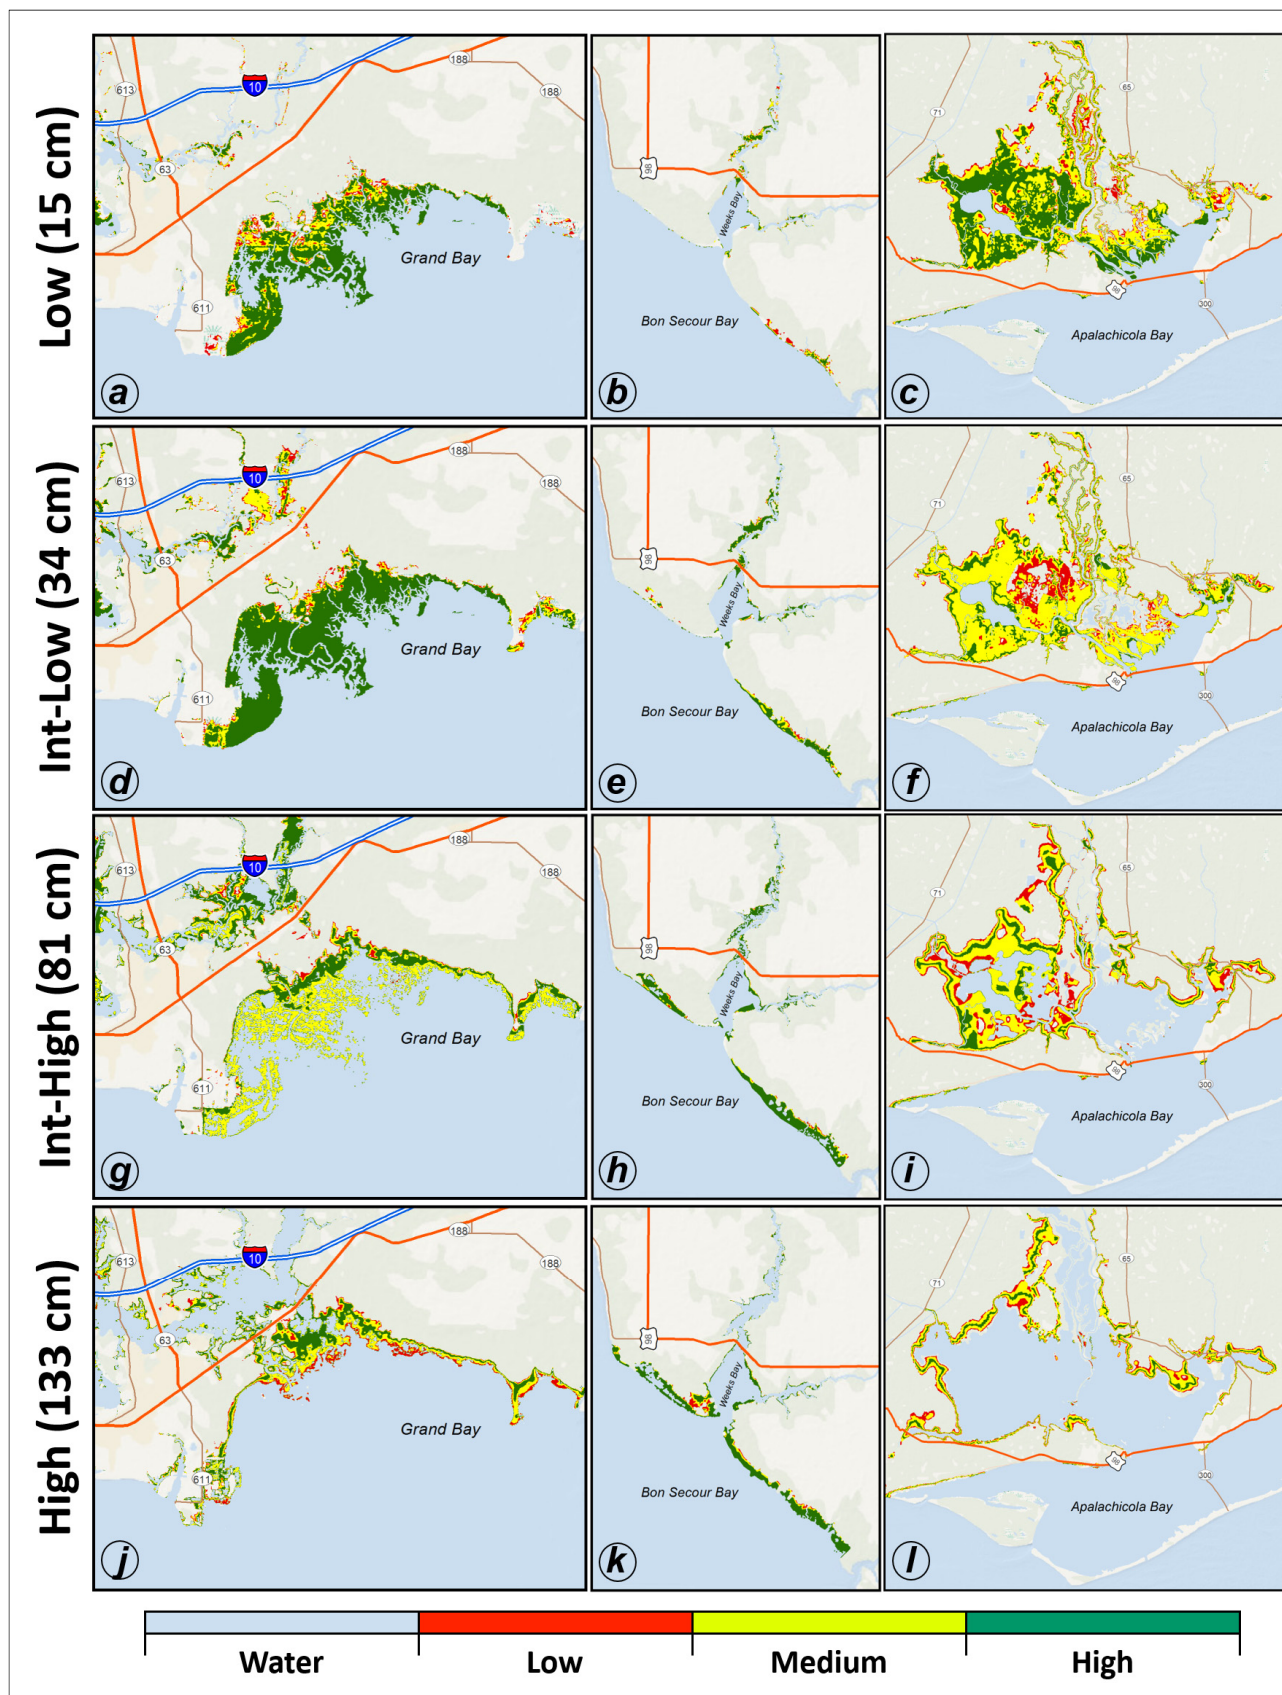 Low (15 cm)
613
10
188
188
63
611
Grand Bay
a
98
Weeks Bay
Bon Secour Bay
b
71
65
98
300
Apalachicola Bay
c
Int-Low (34 cm)
613
10
188
188
63
611
Grand Bay
d
98
Weeks Bay
Bon Secour Bay
e
71
65
98
300
Apalachicola Bay
f
Int-High (81 cm)
613
10
188
188
63
611
Grand Bay
g
98
Weeks Bay
Bon Secour Bay
h
71
65
98
300
Apalachicola Bay
i
High (133 cm)
613
10
188
188
63
611
Grand Bay
j
98
Weeks Bay
Bon Secour Bay
k
71
65
98
300
Apalachicola Bay
l
Water Low Medium High